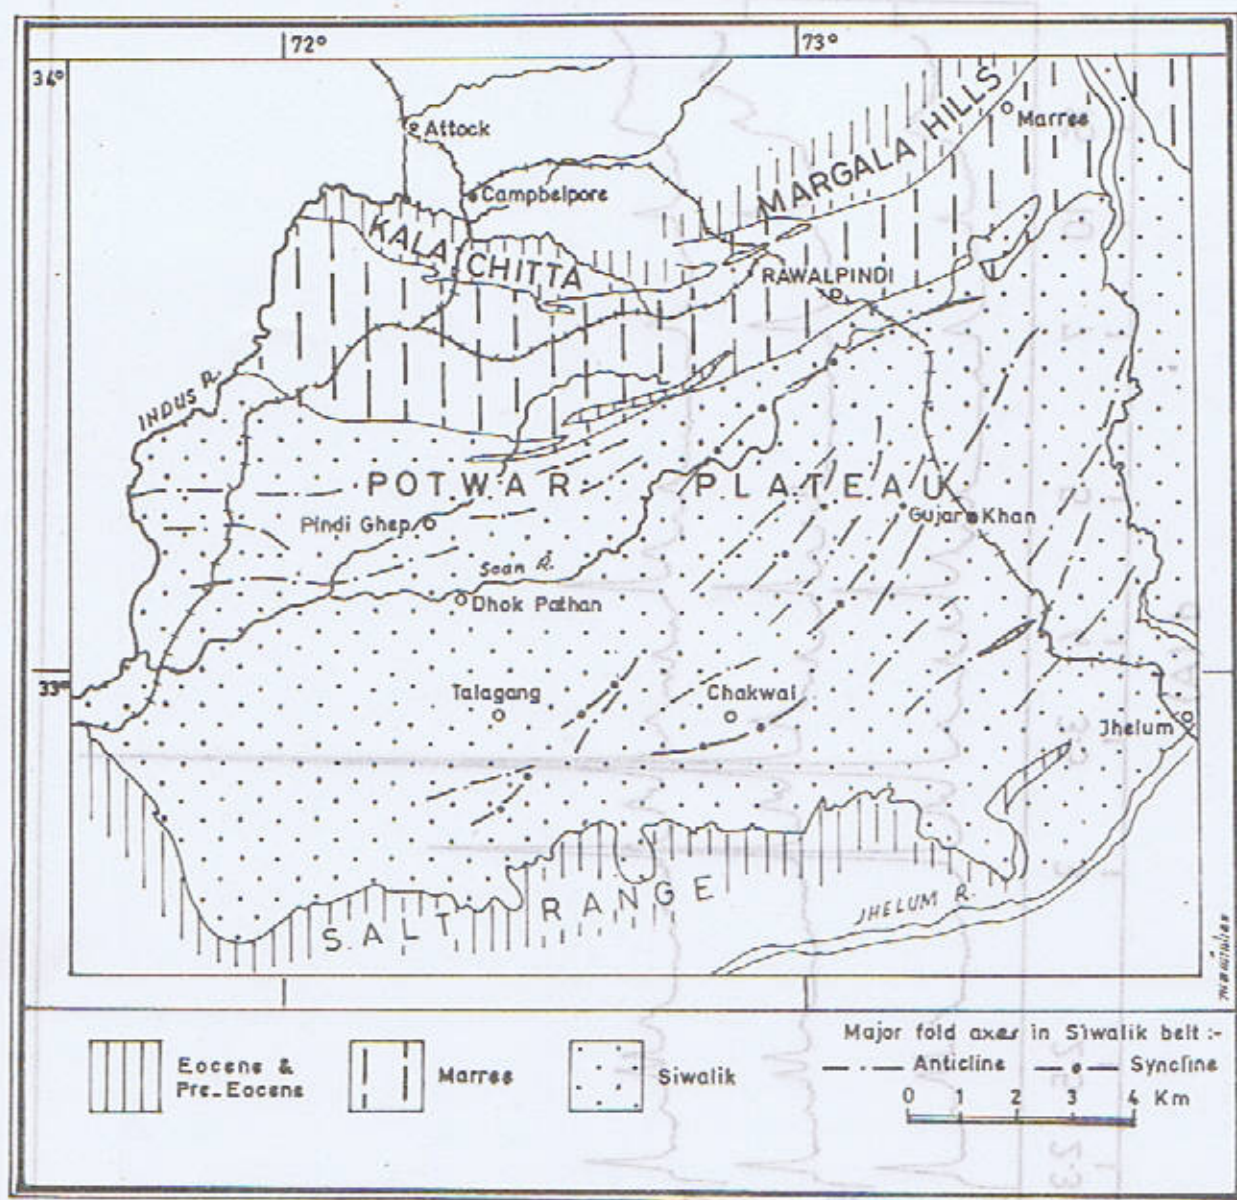 72° 73°
34°
Attock
Marree
MARGALA HILLS
Campbelpore
KALA CHITTA
RAWALPINDI
INDUS R.
POTWAR PLATEAU
Pindi Ghep
Gujar Khan
Soan R.
Dhok Pathan
33°
Talagang
Chakwal
Jhelum
JHELUM R.
SALT RANGE
Eocene &
Pre-Eocene
Marree
Siwalik
Major fold axes in Siwalik belt :-
Anticline
Syncline
0 1 2 3 4 Km